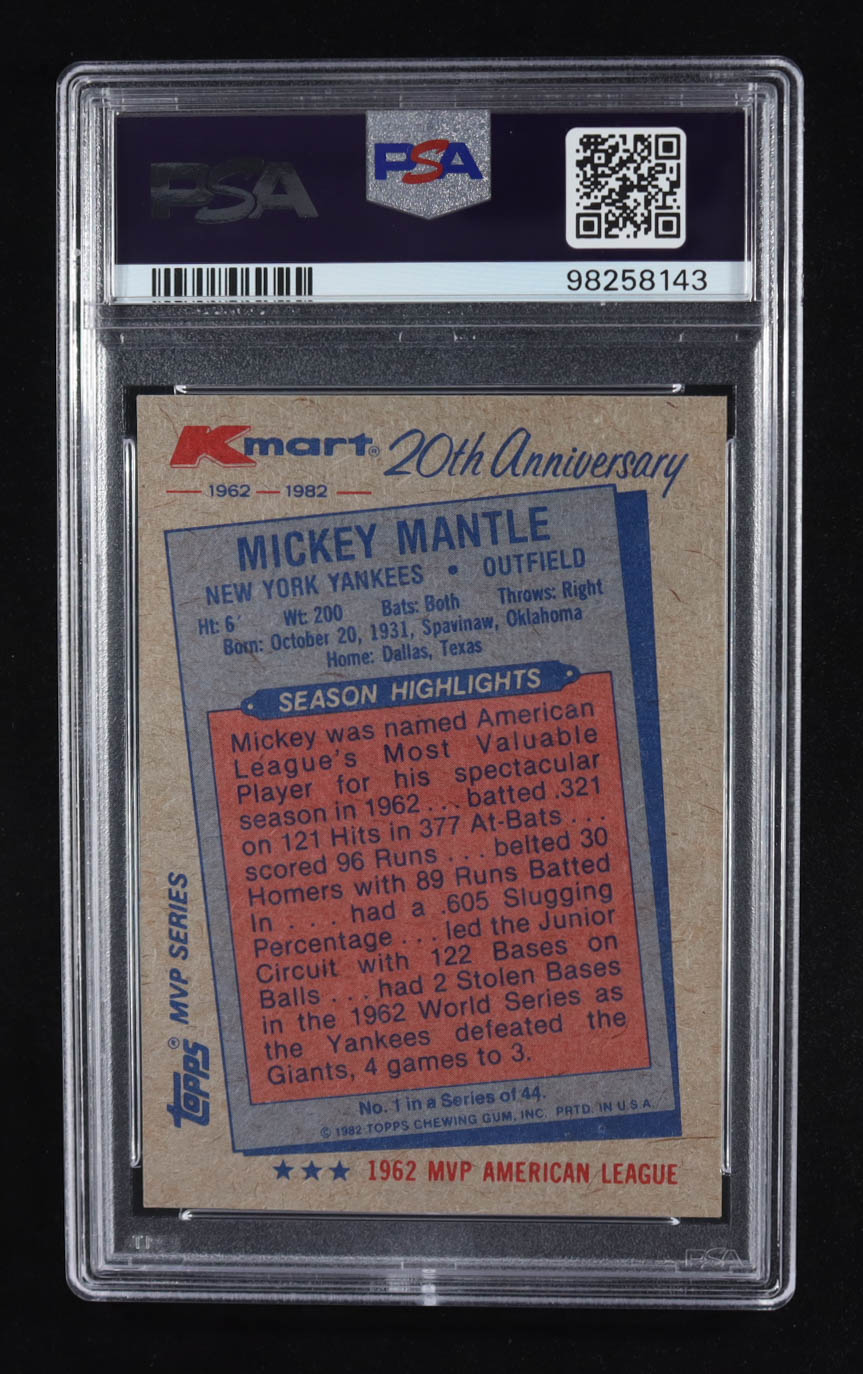 PSA
PSA
98258143
Kmart® 20th Anniversary
1962 — 1982
MICKEY MANTLE
NEW YORK YANKEES • OUTFIELD
Ht: 6' Wt: 200 Bats: Both Throws: Right
Born: October 20, 1931, Spavinaw, Oklahoma
Home: Dallas, Texas
SEASON HIGHLIGHTS
Mickey was named American
League's Most Valuable
Player for his spectacular
season in 1962 . . . batted .321
on 121 Hits in 377 At-Bats . . .
scored 96 Runs . . . belted 30
Homers with 89 Runs Batted
In . . . had a .605 Slugging
Percentage . . . led the Junior
Circuit with 122 Bases on
Balls . . . had 2 Stolen Bases
in the 1962 World Series as
the Yankees defeated the
Giants, 4 games to 3.
No. 1 in a Series of 44.
© 1982 TOPPS CHEWING GUM, INC. PRTD. IN U.S.A.
TOPPS® MVP SERIES
★★★ 1962 MVP AMERICAN LEAGUE
PSA